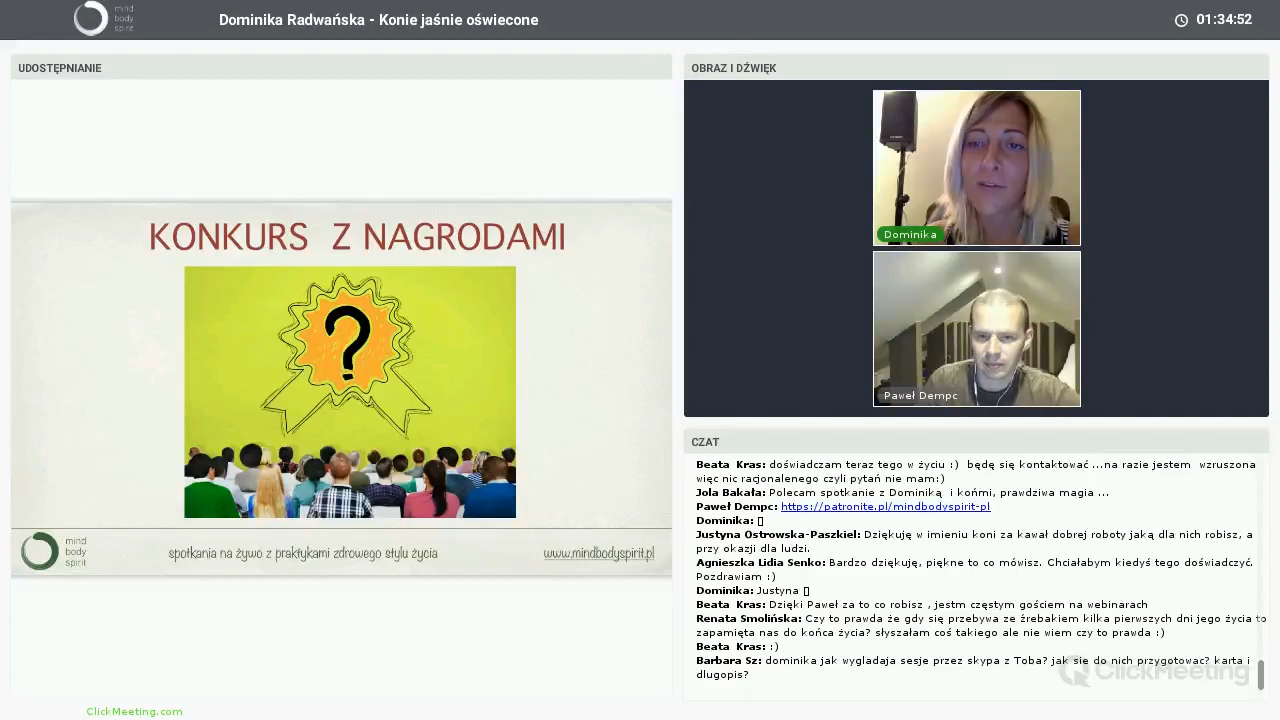 mind
body
spirit
Dominika Radwańska - Konie jaśnie oświecone
01:34:52
UDOSTĘPNIANIE
KONKURS Z NAGRODAMI
?
mind
body
spirit
spotkania na żywo z praktykami zdrowego stylu życia
www.mindbodyspirit.pl
OBRAZ I DŹWIĘK
Dominika
Paweł Dempc
CZAT
Beata Kras: doświadczam teraz tego w życiu :) będę się kontaktować ...na razie jestem wzruszona
więc nic racjonalenego czyli pytań nie mam:)
Jola Bakała: Polecam spotkanie z Dominiką i końmi, prawdziwa magia ...
Paweł Dempc: https://patronite.pl/mindbodyspirit-pl
Dominika:
Justyna Ostrowska-Paszkiel: Dziękuję w imieniu koni za kawał dobrej roboty jaką dla nich robisz, a
przy okazji dla ludzi.
Agnieszka Lidia Senko: Bardzo dziękuję, piękne to co mówisz. Chciałabym kiedyś tego doświadczyć.
Pozdrawiam :)
Dominika: Justyna
Beata Kras: Dzięki Paweł za to co robisz , jestm częstym gościem na webinarach
Renata Smolińska: Czy to prawda że gdy się przebywa ze źrebakiem kilka pierwszych dni jego życia to
zapamięta nas do końca życia? słyszałam coś takiego ale nie wiem czy to prawda :)
Beata Kras: :)
Barbara Sz: dominika jak wygladaja sesje przez skypa z Toba? jak sie do nich przygotowac? karta i
dlugopis?
ClickMeeting
ClickMeeting.com